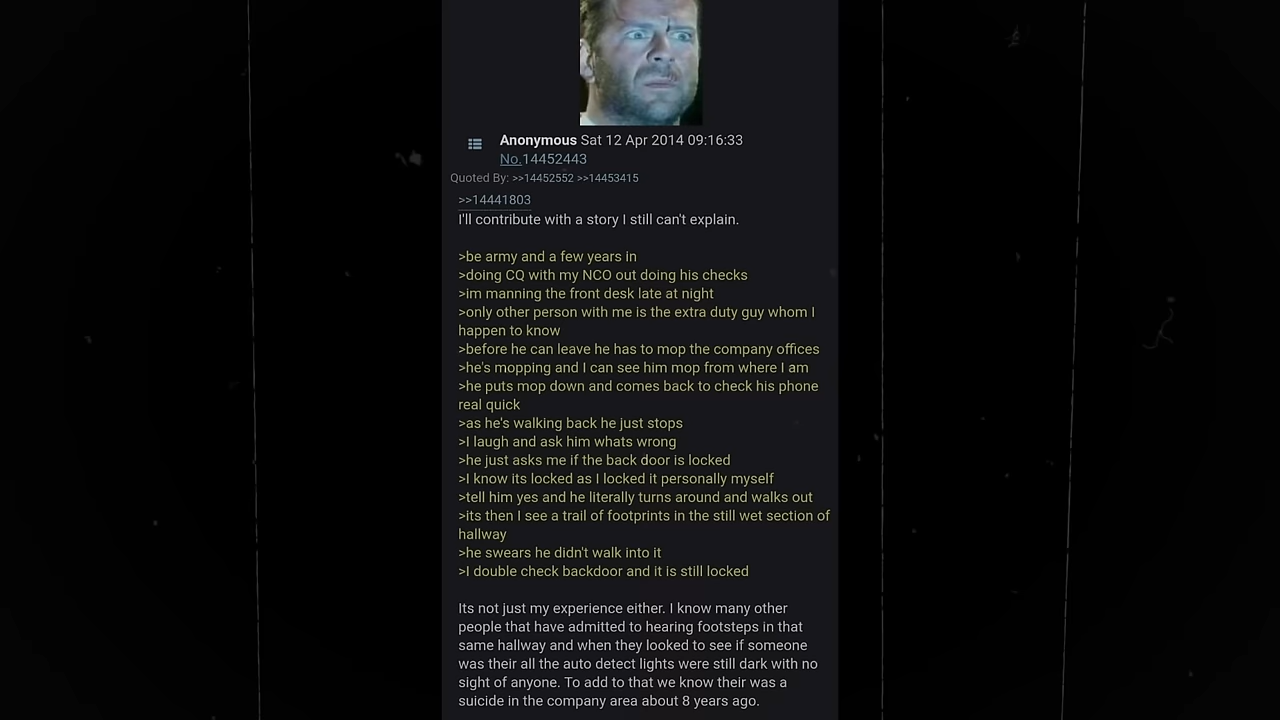 Anonymous Sat 12 Apr 2014 09:16:33
No.14452443
Quoted By: >>14452552 >>14453415
>>14441803
I'll contribute with a story I still can't explain.
>be army and a few years in
>doing CQ with my NCO out doing his checks
>im manning the front desk late at night
>only other person with me is the extra duty guy whom I
happen to know
>before he can leave he has to mop the company offices
>he's mopping and I can see him mop from where I am
>he puts mop down and comes back to check his phone
real quick
>as he's walking back he just stops
>I laugh and ask him whats wrong
>he just asks me if the back door is locked
>I know its locked as I locked it personally myself
>tell him yes and he literally turns around and walks out
>its then I see a trail of footprints in the still wet section of
hallway
>he swears he didn't walk into it
>I double check backdoor and it is still locked
Its not just my experience either. I know many other
people that have admitted to hearing footsteps in that
same hallway and when they looked to see if someone
was their all the auto detect lights were still dark with no
sight of anyone. To add to that we know their was a
suicide in the company area about 8 years ago.